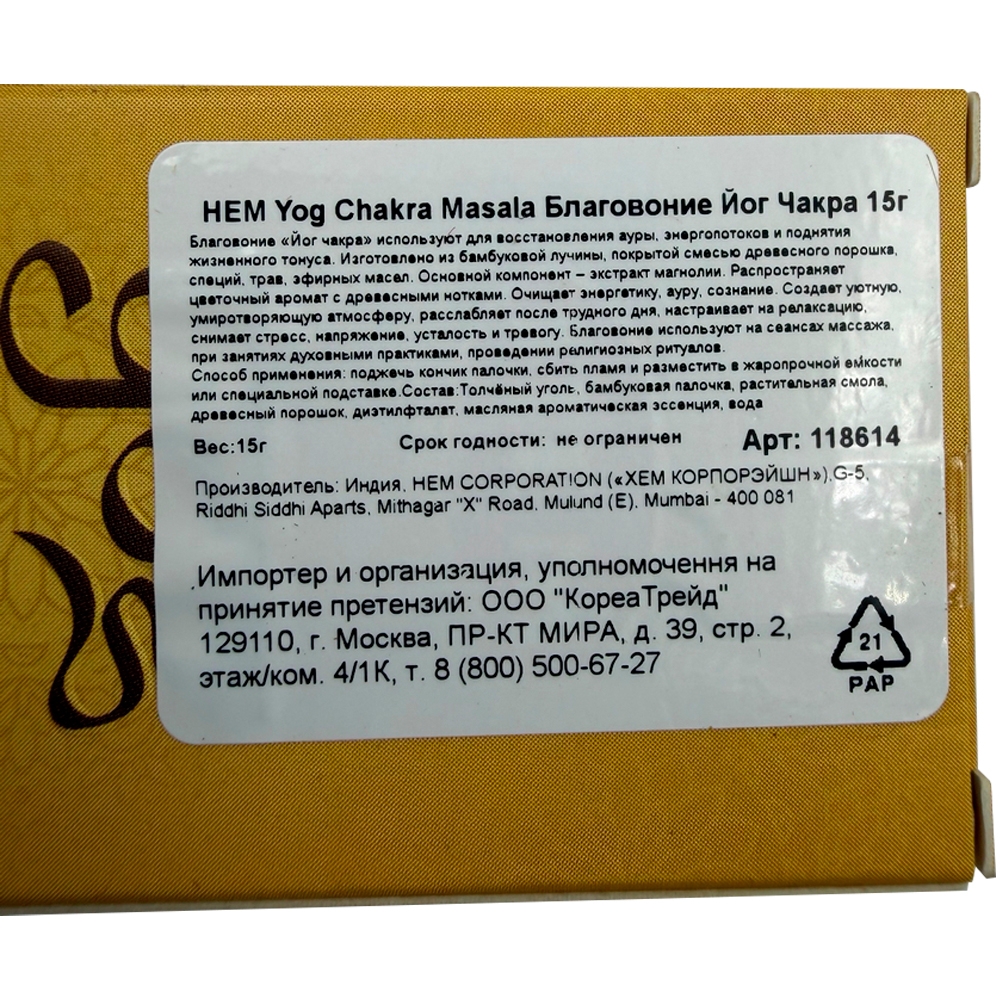 HEM Yog Chakra Masala Благовоние Йог Чакра 15г
Благовоние «Йог чакра» используют для восстановления ауры, энергопотоков и поднятия
жизненного тонуса. Изготовлено из бамбуковой лучины, покрытой смесью древесного порошка,
специй, трав, эфирных масел. Основной компонент – экстракт магнолии. Распространяет
цветочный аромат с древесными нотками. Очищает энергетику, ауру, сознание. Создает уютную,
умиротворяющую атмосферу, расслабляет после трудного дня, настраивает на релаксацию,
снимает стресс, напряжение, усталость и тревогу. Благовоние используют на сеансах массажа,
при занятиях духовными практиками, проведении религиозных ритуалов.
Способ применения: поджечь кончик палочки, сбить пламя и разместить в жаропрочной емкости
или специальной подставке.Состав:Толчёный уголь, бамбуковая палочка, растительная смола,
древесный порошок, диэтилфталат, масляная ароматическая эссенция, вода
Вес:15г Срок годности: не ограничен Арт: 118614
Производитель: Индия, HEM CORPORATION («ХЕМ КОРПОРЭЙШН»),G-5,
Riddhi Siddhi Aparts, Mithagar "X" Road, Mulund (E), Mumbai - 400 081
Импортер и организация, уполномочення на
принятие претензий: ООО "КореаТрейд"
129110, г. Москва, ПР-КТ МИРА, д. 39, стр. 2,
этаж/ком. 4/1К, т. 8 (800) 500-67-27
21
PAP